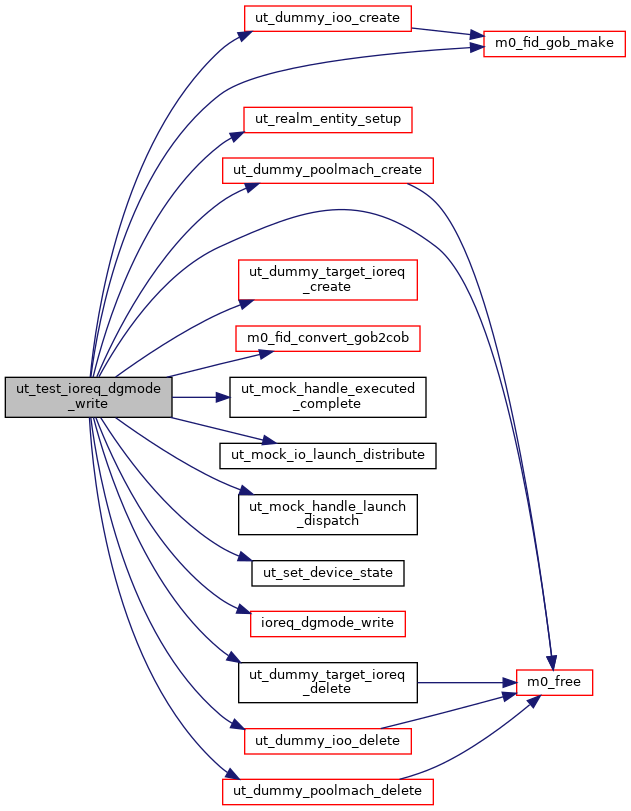 ut_dummy_ioo_create
m0_fid_gob_make
ut_realm_entity_setup
ut_dummy_poolmach_create
ut_dummy_target_ioreq
_create
m0_fid_convert_gob2cob
ut_test_ioreq_dgmode
_write
ut_mock_handle_executed
_complete
ut_mock_io_launch_distribute
ut_mock_handle_launch
_dispatch
ut_set_device_state
ioreq_dgmode_write
ut_dummy_target_ioreq
_delete
m0_free
ut_dummy_ioo_delete
ut_dummy_poolmach_delete